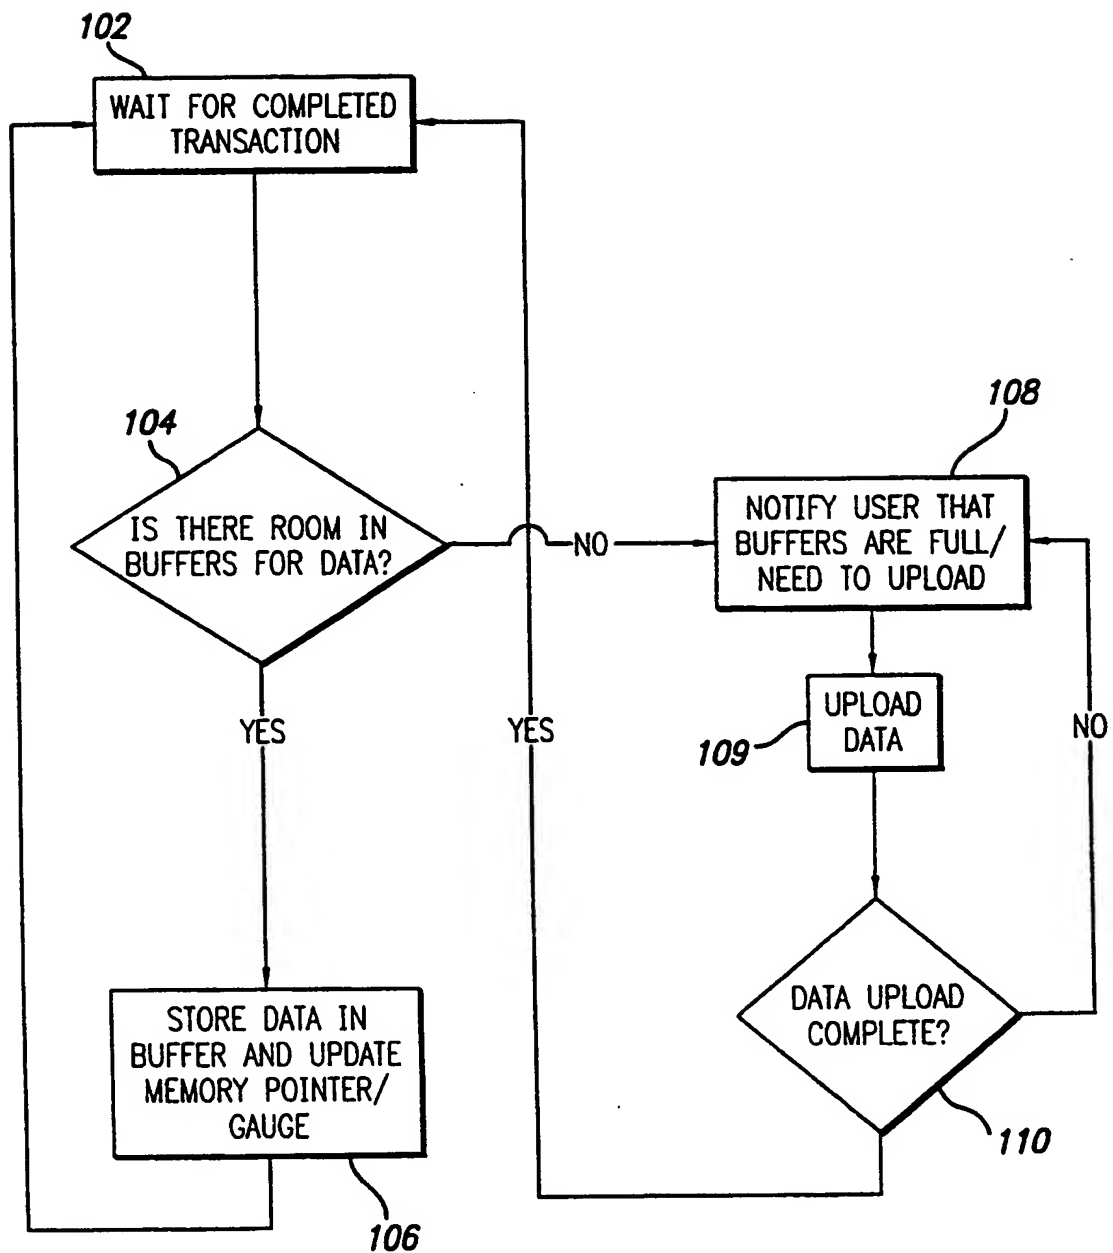 102
WAIT FOR COMPLETED
TRANSACTION
104
IS THERE ROOM IN
BUFFERS FOR DATA?
NO
108
NOTIFY USER THAT
BUFFERS ARE FULL/
NEED TO UPLOAD
YES
YES
109
UPLOAD
DATA
NO
STORE DATA IN
BUFFER AND UPDATE
MEMORY POINTER/
GAUGE
106
DATA UPLOAD
COMPLETE?
110